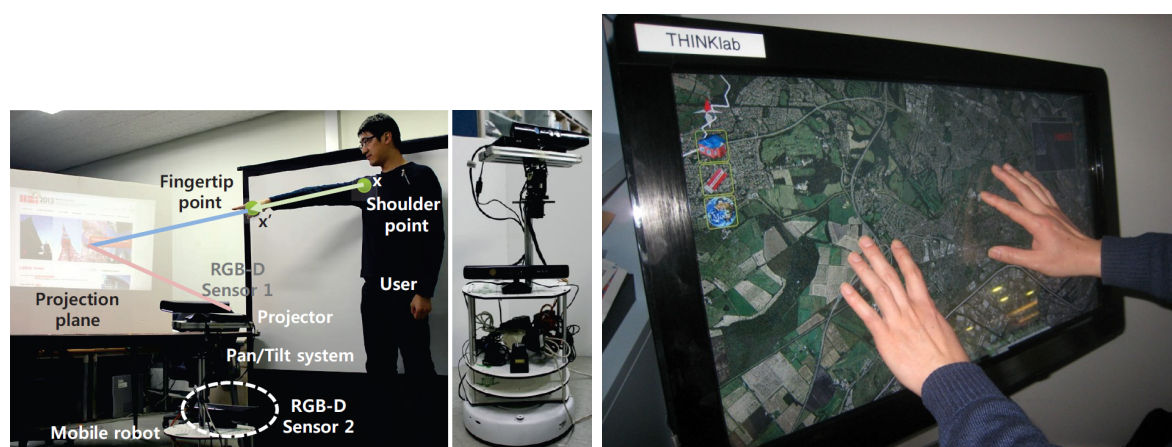 THINKlab
2013
Fingertip
point
x
x'
Shoulder
point
RGB-D
Sensor 1
User
Projection
plane
Projector
Pan/Tilt system
RGB-D
Sensor 2
Mobile robot